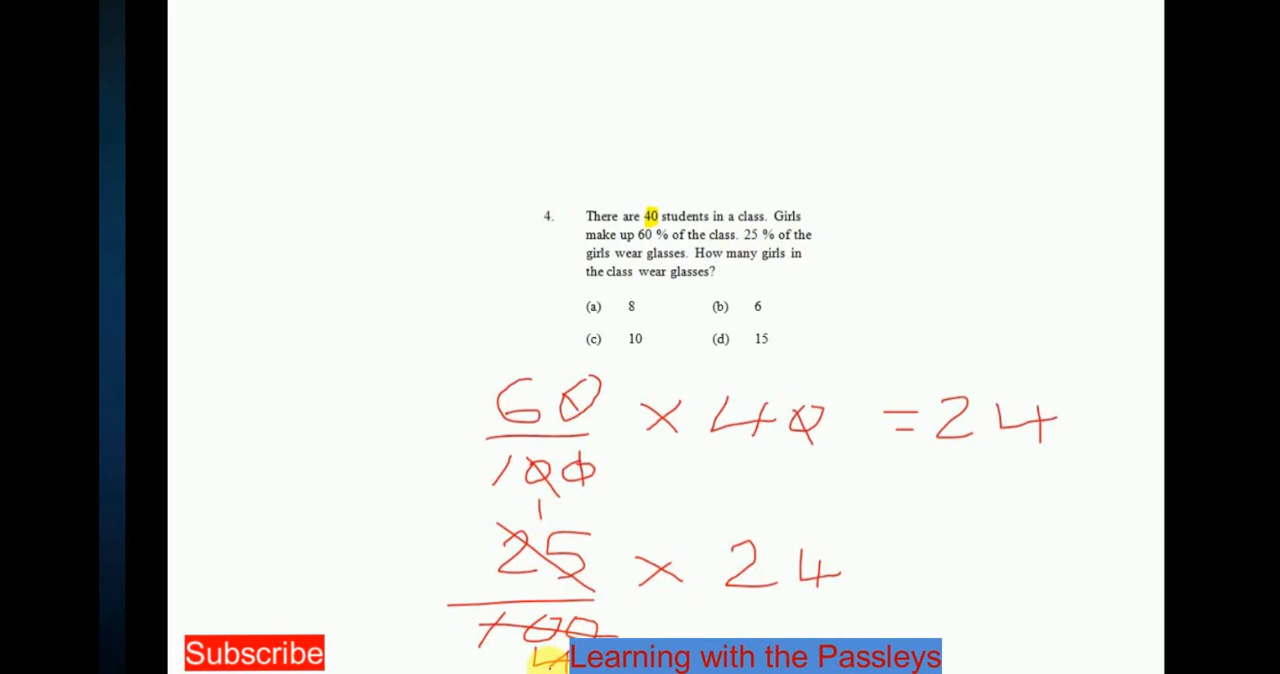 4. There are 40 students in a class. Girls
make up 60 % of the class. 25 % of the
girls wear glasses. How many girls in
the class wear glasses?
(a) 8 (b) 6
(c) 10 (d) 15
60 × 40 = 24
100
1
25 × 24
100
4
Subscribe
Learning with the Passleys